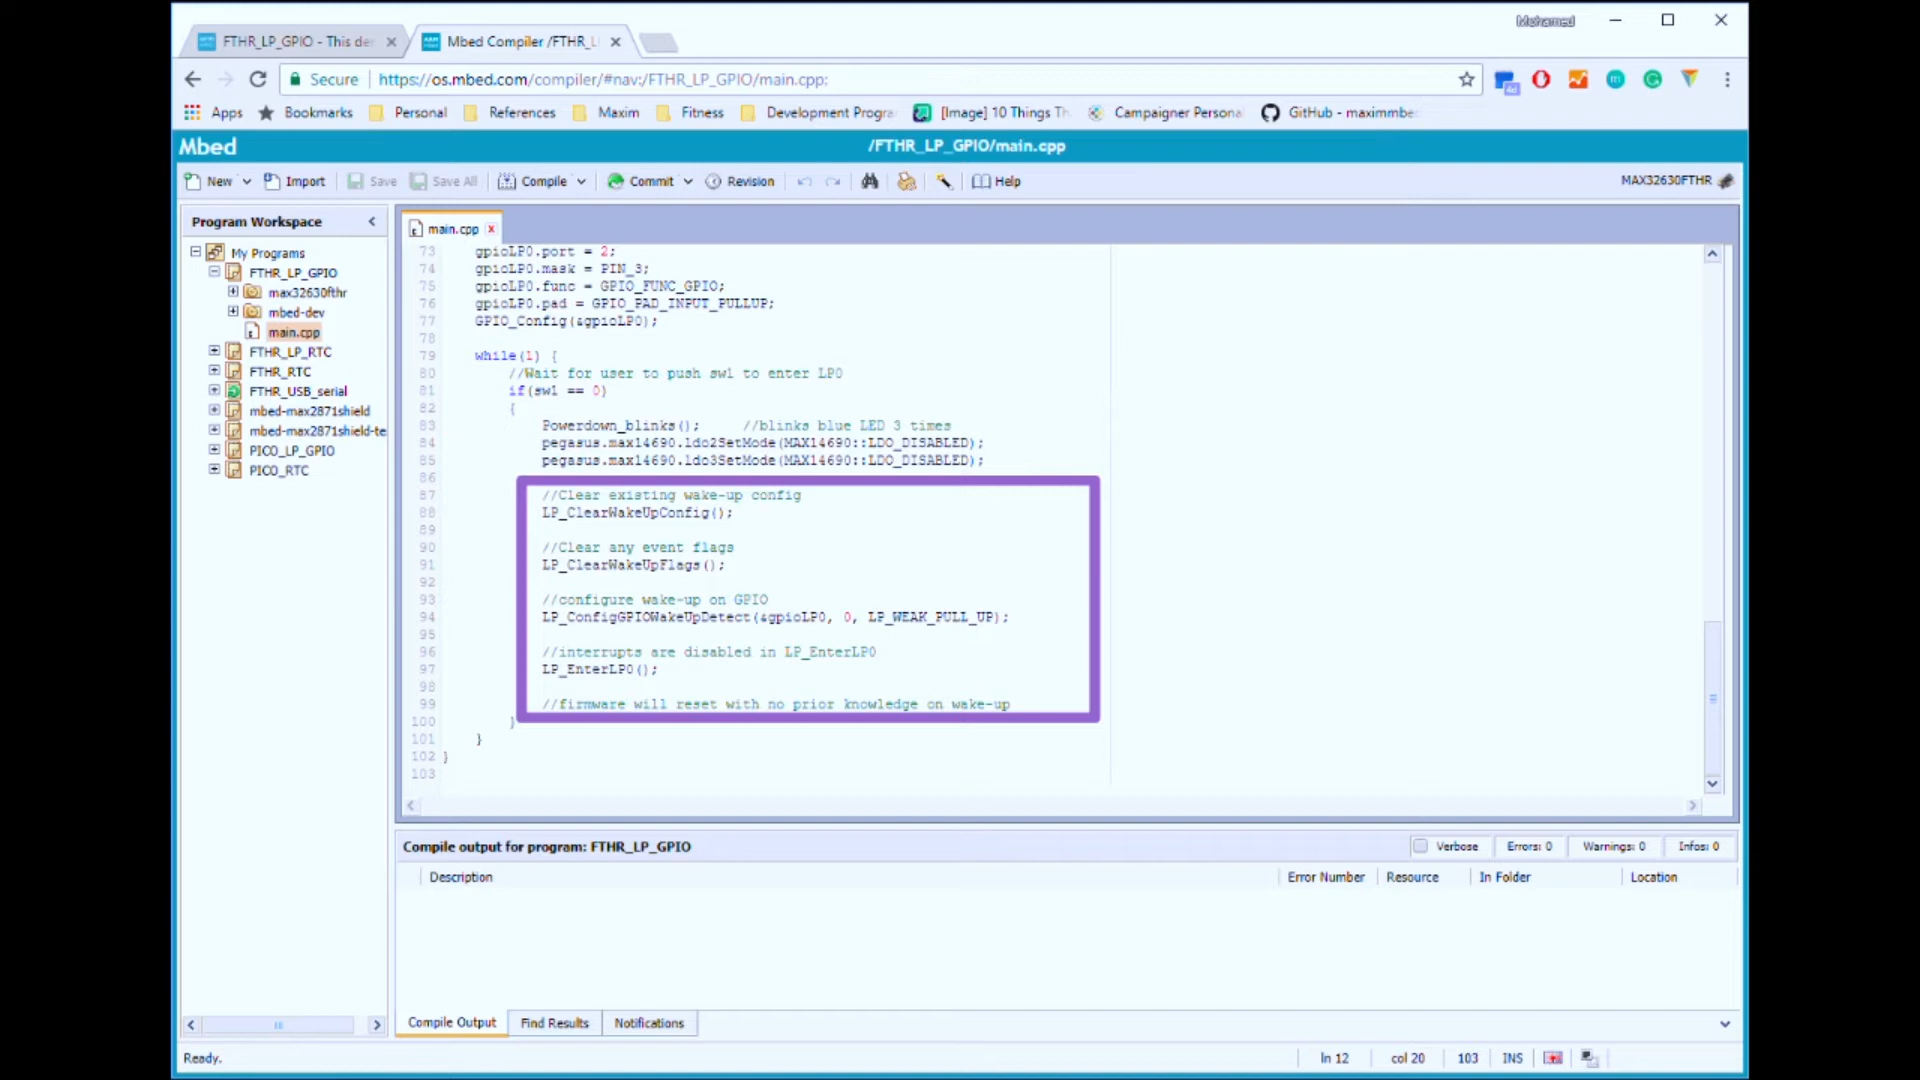 Mohamed
FTHR_LP_GPIO - This de
Mbed Compiler /FTHR_L
Secure
https://os.mbed.com/compiler/#nav:/FTHR_LP_GPIO/main.cpp;
Apps
Bookmarks
Personal
References
Maxim
Fitness
Development Progra
[Image] 10 Things Th
Campaigner Personal
GitHub - maximmbe
Mbed
/FTHR_LP_GPIO/main.cpp
New
Import
Save
Save All
Compile
Commit
Revision
Help
MAX32630FTHR
Program Workspace
My Programs
FTHR_LP_GPIO
max32630fthr
mbed-dev
main.cpp
FTHR_LP_RTC
FTHR_RTC
FTHR_USB_serial
mbed-max2871shield
mbed-max2871shield-te
PICO_LP_GPIO
PICO_RTC
main.cpp
73 gpioLP0.port = 2;
74 gpioLP0.mask = PIN_3;
75 gpioLP0.func = GPIO_FUNC_GPIO;
76 gpioLP0.pad = GPIO_PAD_INPUT_PULLUP;
77 GPIO_Config(&gpioLP0);
78
79 while(1) {
80 //Wait for user to push sw1 to enter LP0
81 if(sw1 == 0)
82 {
83 Powerdown_blinks(); //blinks blue LED 3 times
84 pegasus.max14690.ldo2SetMode(MAX14690::LDO_DISABLED);
85 pegasus.max14690.ldo3SetMode(MAX14690::LDO_DISABLED);
86
87 //Clear existing wake-up config
88 LP_ClearWakeUpConfig();
89
90 //Clear any event flags
91 LP_ClearWakeUpFlags();
92
93 //configure wake-up on GPIO
94 LP_ConfigGPIOWakeUpDetect(&gpioLP0, 0, LP_WEAK_PULL_UP);
95
96 //interrupts are disabled in LP_EnterLP0
97 LP_EnterLP0();
98
99 //firmware will reset with no prior knowledge on wake-up
100 }
101 }
102 }
103
Compile output for program: FTHR_LP_GPIO
Verbose
Errors: 0
Warnings: 0
Infos: 0
Description
Error Number
Resource
In Folder
Location
Compile Output
Find Results
Notifications
Ready.
ln 12
col 20
103
INS